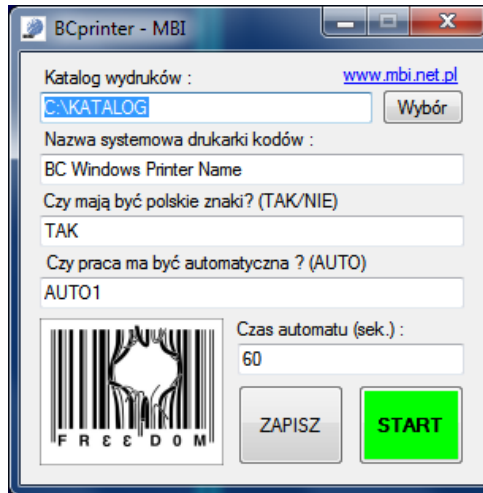 BCprinter - MBI
Katalog wydruków : www.mbi.net.pl
C:\KATALOG Wybór
Nazwa systemowa drukarki kodów :
BC Windows Printer Name
Czy mają być polskie znaki? (TAK/NIE)
TAK
Czy praca ma być automatyczna ? (AUTO)
AUTO1
Czas automatu (sek.) :
60
FRεεDOM
ZAPISZ START